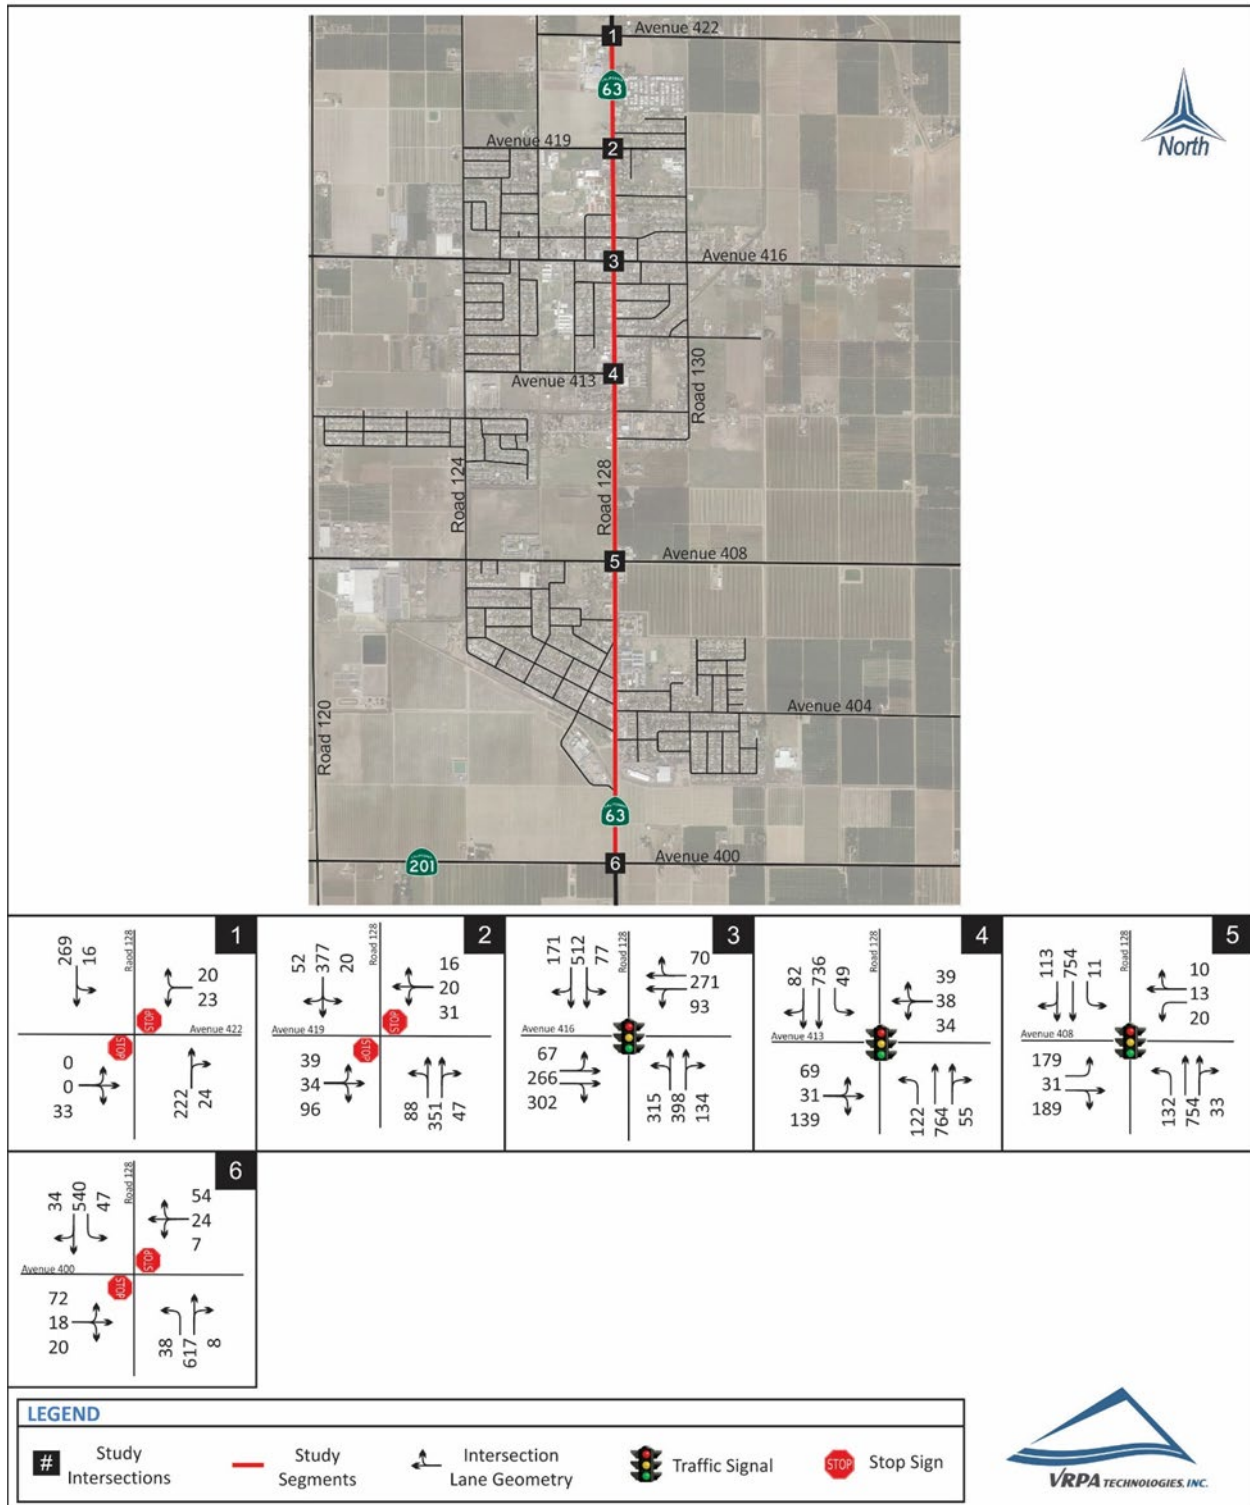 1
Avenue 422
CALIFORNIA
63
North
Avenue 419
2
3
Avenue 416
4
Avenue 413
Road 130
Road 124
Road 128
5
Avenue 408
Road 120
Avenue 404
63
CALIFORNIA
201
6
Avenue 400
1
Raod 128
269
16
20
23
STOP
Avenue 422
STOP
0
0
33
222
24
2
Road 128
52
377
20
16
20
31
STOP
Avenue 419
STOP
39
34
96
88
351
47
3
Road 128
171
512
77
70
271
93
Avenue 416
67
266
302
315
398
134
4
Road 128
82
736
49
39
38
34
Avenue 413
69
31
139
122
764
55
5
Road 128
113
754
11
10
13
20
Avenue 408
179
31
189
132
754
33
6
Road 128
34
540
47
54
24
7
STOP
Avenue 400
STOP
72
18
20
38
617
8
LEGEND
#
Study
Intersections
Study
Segments
Intersection
Lane Geometry
Traffic Signal
STOP
Stop Sign
VRPA TECHNOLOGIES, INC.